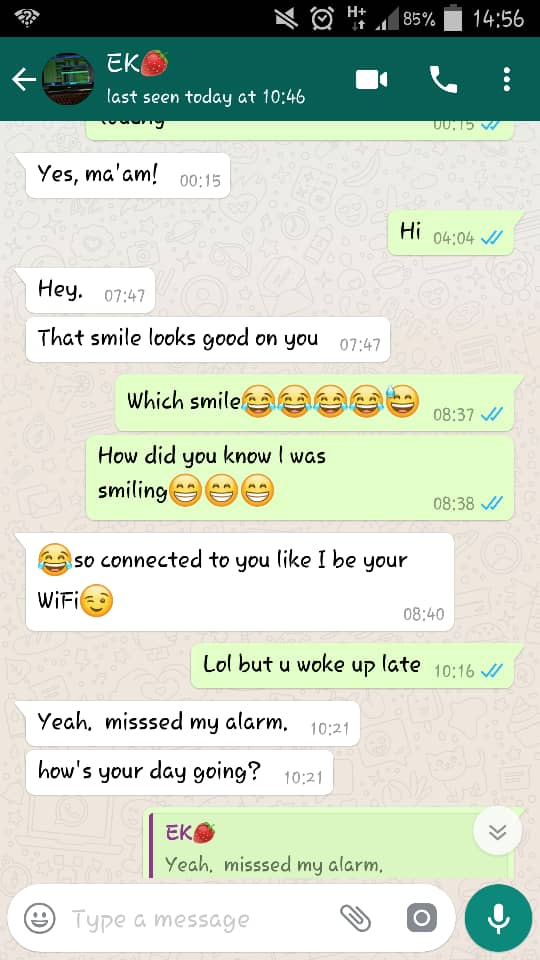 85% 14:56
EK🍓
last seen today at 10:46
00:15
Yes, ma'am! 00:15
Hi 04:04
Hey. 07:47
That smile looks good on you 07:47
Which smile😂😂😂😂😅 08:37
How did you know I was
smiling😁😁😁 08:38
😂so connected to you like I be your
WiFi😉 08:40
Lol but u woke up late 10:16
Yeah. misssed my alarm. 10:21
how's your day going? 10:21
EK🍓
Yeah. misssed my alarm.
Type a message